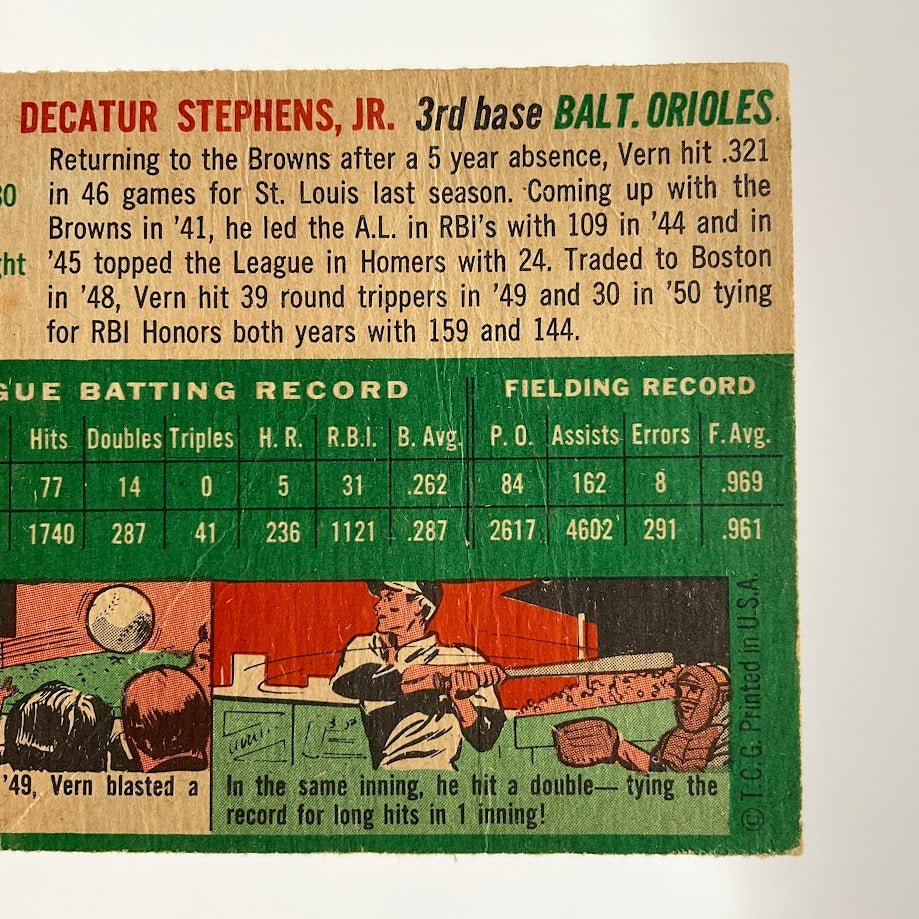 DECATUR STEPHENS, JR. 3rd base BALT. ORIOLES
Returning to the Browns after a 5 year absence, Vern hit .321
in 46 games for St. Louis last season. Coming up with the
Browns in '41, he led the A.L. in RBI's with 109 in '44 and in
'45 topped the League in Homers with 24. Traded to Boston
in '48, Vern hit 39 round trippers in '49 and 30 in '50 tying
for RBI Honors both years with 159 and 144.
GUE BATTING RECORD FIELDING RECORD
Hits Doubles Triples H. R. R.B.I. B. Avg. P. O. Assists Errors F. Avg.
77 14 0 5 31 .262 84 162 8 .969
1740 287 41 236 1121 .287 2617 4602 291 .961
'49, Vern blasted a
In the same inning, he hit a double— tying the
record for long hits in 1 inning!
© T.C.G. Printed in U.S.A.